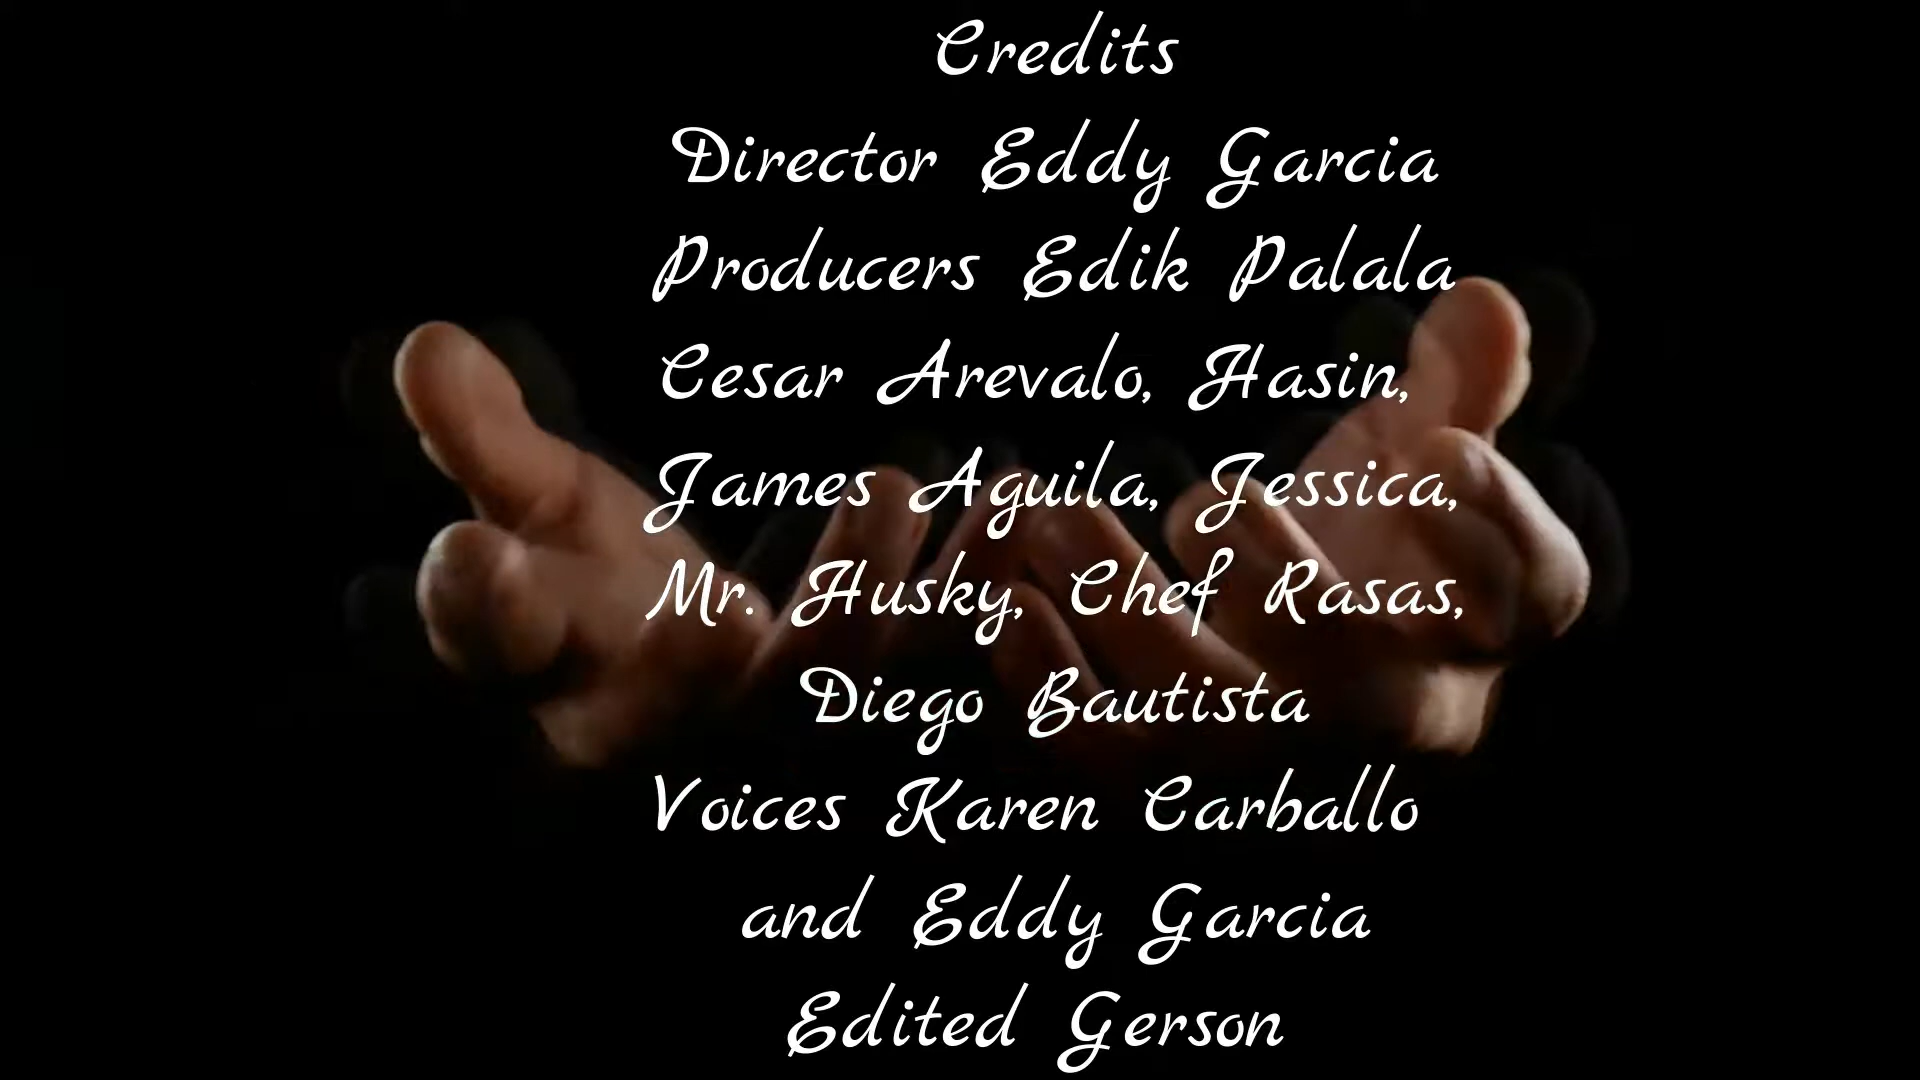 Credits
Director Eddy Garcia
Producers Edik Palala
Cesar Arevalo, Hasin,
James Aguila, Jessica,
Mr. Husky, Chef Rasas,
Diego Bautista
Voices Karen Carballo
and Eddy Garcia
Edited Gerson